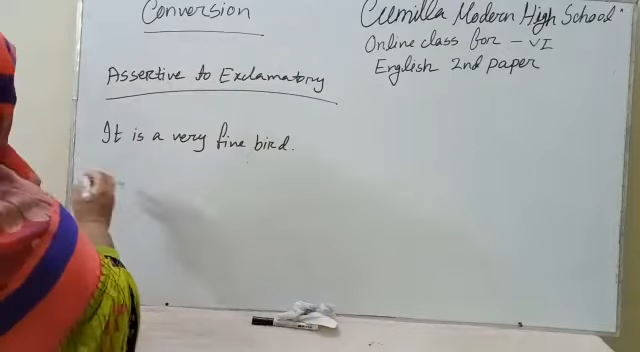 Conversion
Cumilla Modern High School
Online class for - VI
English 2nd paper
Assertive to Exclamatory
It is a very fine bird.